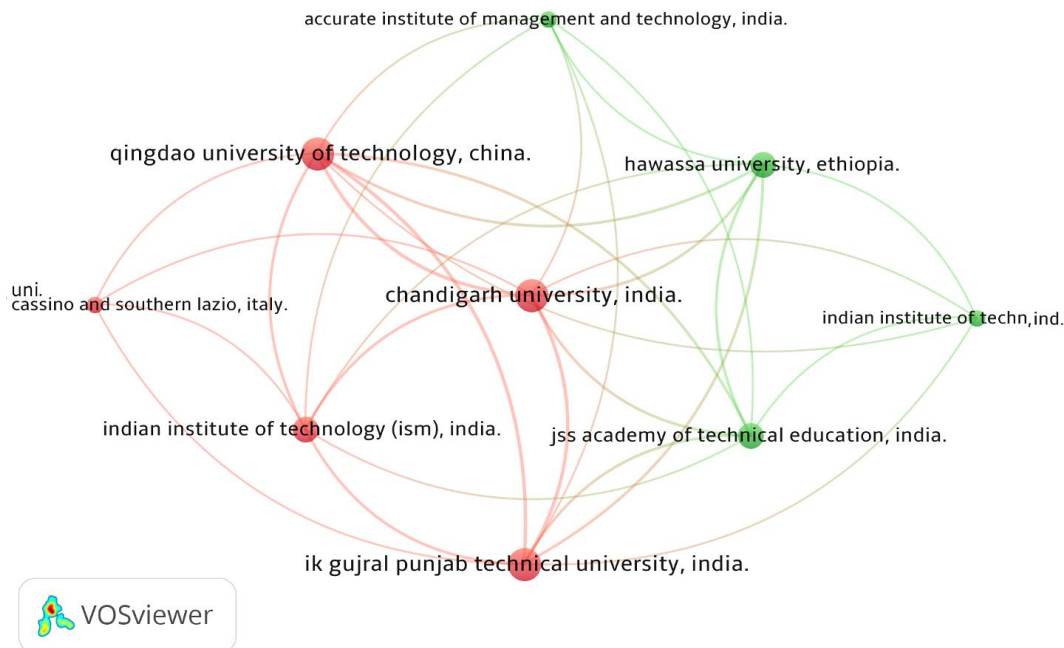 accurate institute of management and technology, india.
qingdao university of technology, china.
hawassa university, ethiopia.
uni.
cassino and southern lazio, italy.
chandigarh university, india.
indian institute of techn,ind.
indian institute of technology (ism), india.
jss academy of technical education, india.
ik gujral punjab technical university, india.
VOSviewer